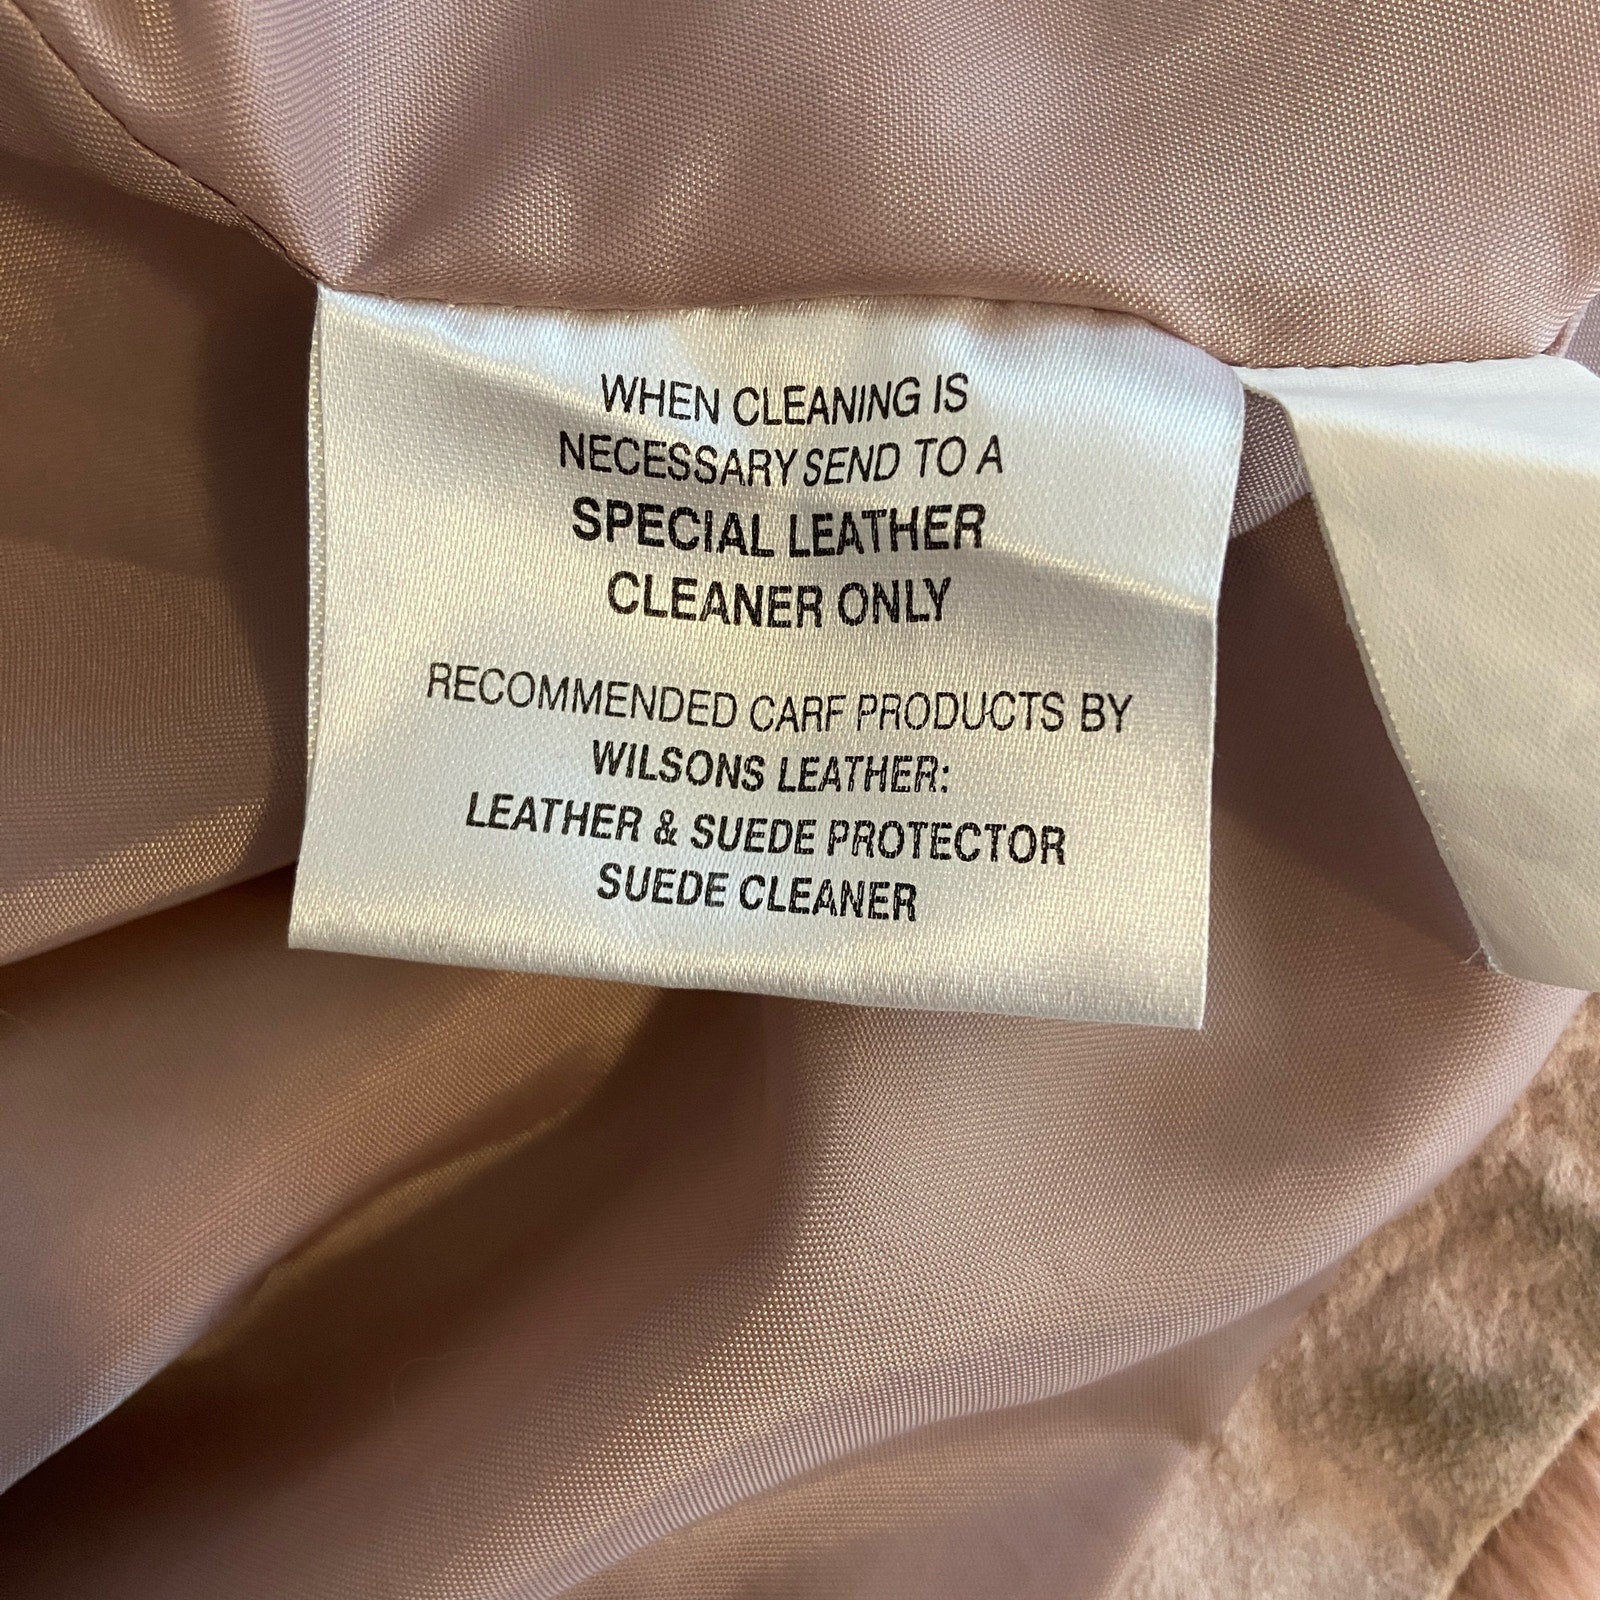 WHEN CLEANING IS
NECESSARY SEND TO A
SPECIAL LEATHER
CLEANER ONLY
RECOMMENDED CARF PRODUCTS BY
WILSONS LEATHER:
LEATHER & SUEDE PROTECTOR
SUEDE CLEANER